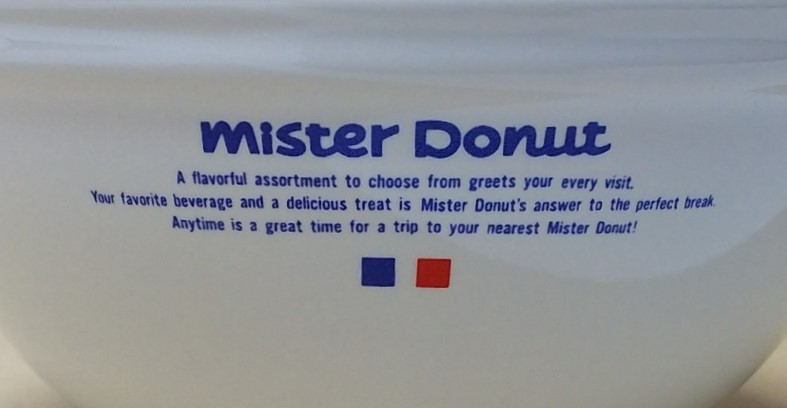 Mister Donut
A flavorful assortment to choose from greets your every visit.
Your favorite beverage and a delicious treat is Mister Donut's answer to the perfect break.
Anytime is a great time for a trip to your nearest Mister Donut!